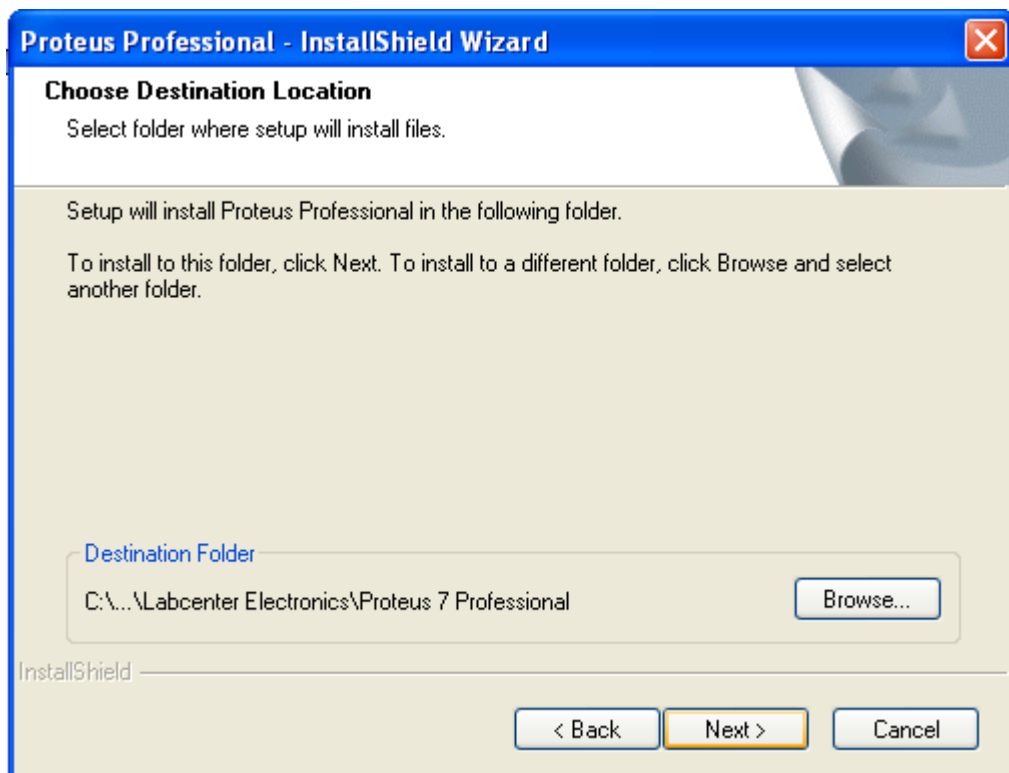 Proteus Professional - InstallShield Wizard
Choose Destination Location
Select folder where setup will install files.
Setup will install Proteus Professional in the following folder.
To install to this folder, click Next. To install to a different folder, click Browse and select
another folder.
Destination Folder
C:\...\Labcenter Electronics\Proteus 7 Professional
Browse...
InstallShield
< Back
Next >
Cancel